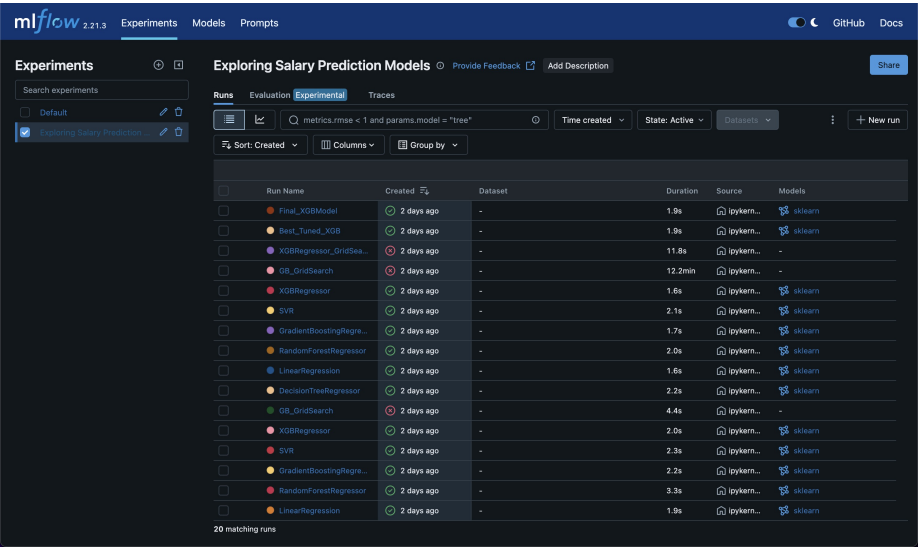 mlflow 2.21.3 Experiments Models Prompts GitHub Docs
Experiments
Search experiments
Default
Exploring Salary Prediction ...
Exploring Salary Prediction Models Provide Feedback Add Description Share
Runs Evaluation Experimental Traces
metrics.rmse < 1 and params.model = "tree" Time created State: Active Datasets New run
Sort: Created Columns Group by
Run Name Created Dataset Duration Source Models
Final_XGBModel 2 days ago - 1.9s ipykern... sklearn
Best_Tuned_XGB 2 days ago - 1.9s ipykern... sklearn
XGBRegressor_GridSea... 2 days ago - 11.8s ipykern... -
GB_GridSearch 2 days ago - 12.2min ipykern... -
XGBRegressor 2 days ago - 1.6s ipykern... sklearn
SVR 2 days ago - 2.1s ipykern... sklearn
GradientBoostingRegre... 2 days ago - 1.7s ipykern... sklearn
RandomForestRegressor 2 days ago - 2.0s ipykern... sklearn
LinearRegression 2 days ago - 1.6s ipykern... sklearn
DecisionTreeRegressor 2 days ago - 2.2s ipykern... sklearn
GB_GridSearch 2 days ago - 4.4s ipykern... -
XGBRegressor 2 days ago - 2.0s ipykern... sklearn
SVR 2 days ago - 2.3s ipykern... sklearn
GradientBoostingRegre... 2 days ago - 2.2s ipykern... sklearn
RandomForestRegressor 2 days ago - 3.3s ipykern... sklearn
LinearRegression 2 days ago - 1.9s ipykern... sklearn
20 matching runs